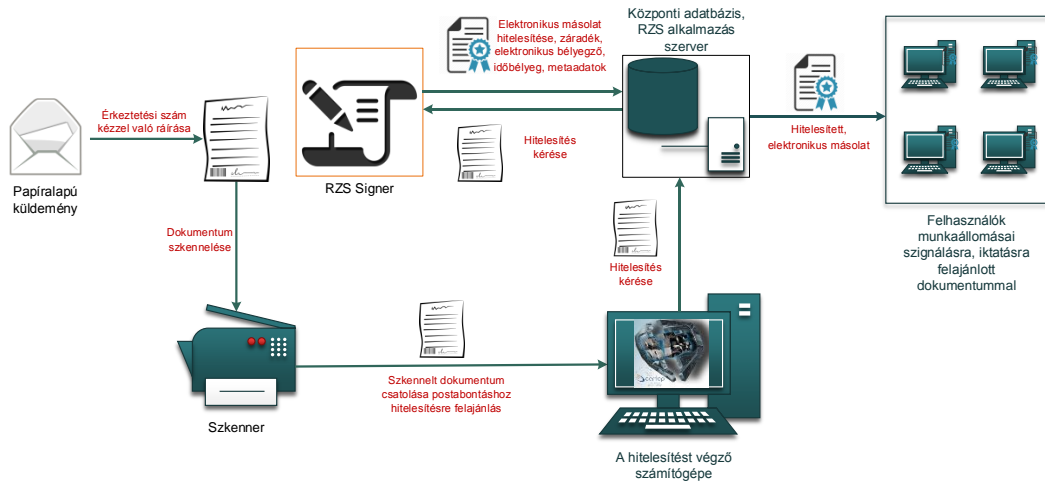 Elektronikus másolat
hitelesítése, záradék,
elektronikus bélyegző,
időbélyeg, metaadatok
Központi adatbázis,
RZS alkalmazás
szerver
Érkeztetési szám
kézzel való ráírása
Hitelesítés
kérése
Hitelesített,
elektronikus másolat
Papíralapú
küldemény
RZS Signer
Dokumentum
szkennelése
Hitelesítés
kérése
Felhasználók
munkaállomásai
szignálásra, iktatásra
felajánlott
dokumentummal
Szkennelt dokumentum
csatolása postabontáshoz
hitelesítésre felajánlás
certop
Szkenner
A hitelesítést végző
számítógépe